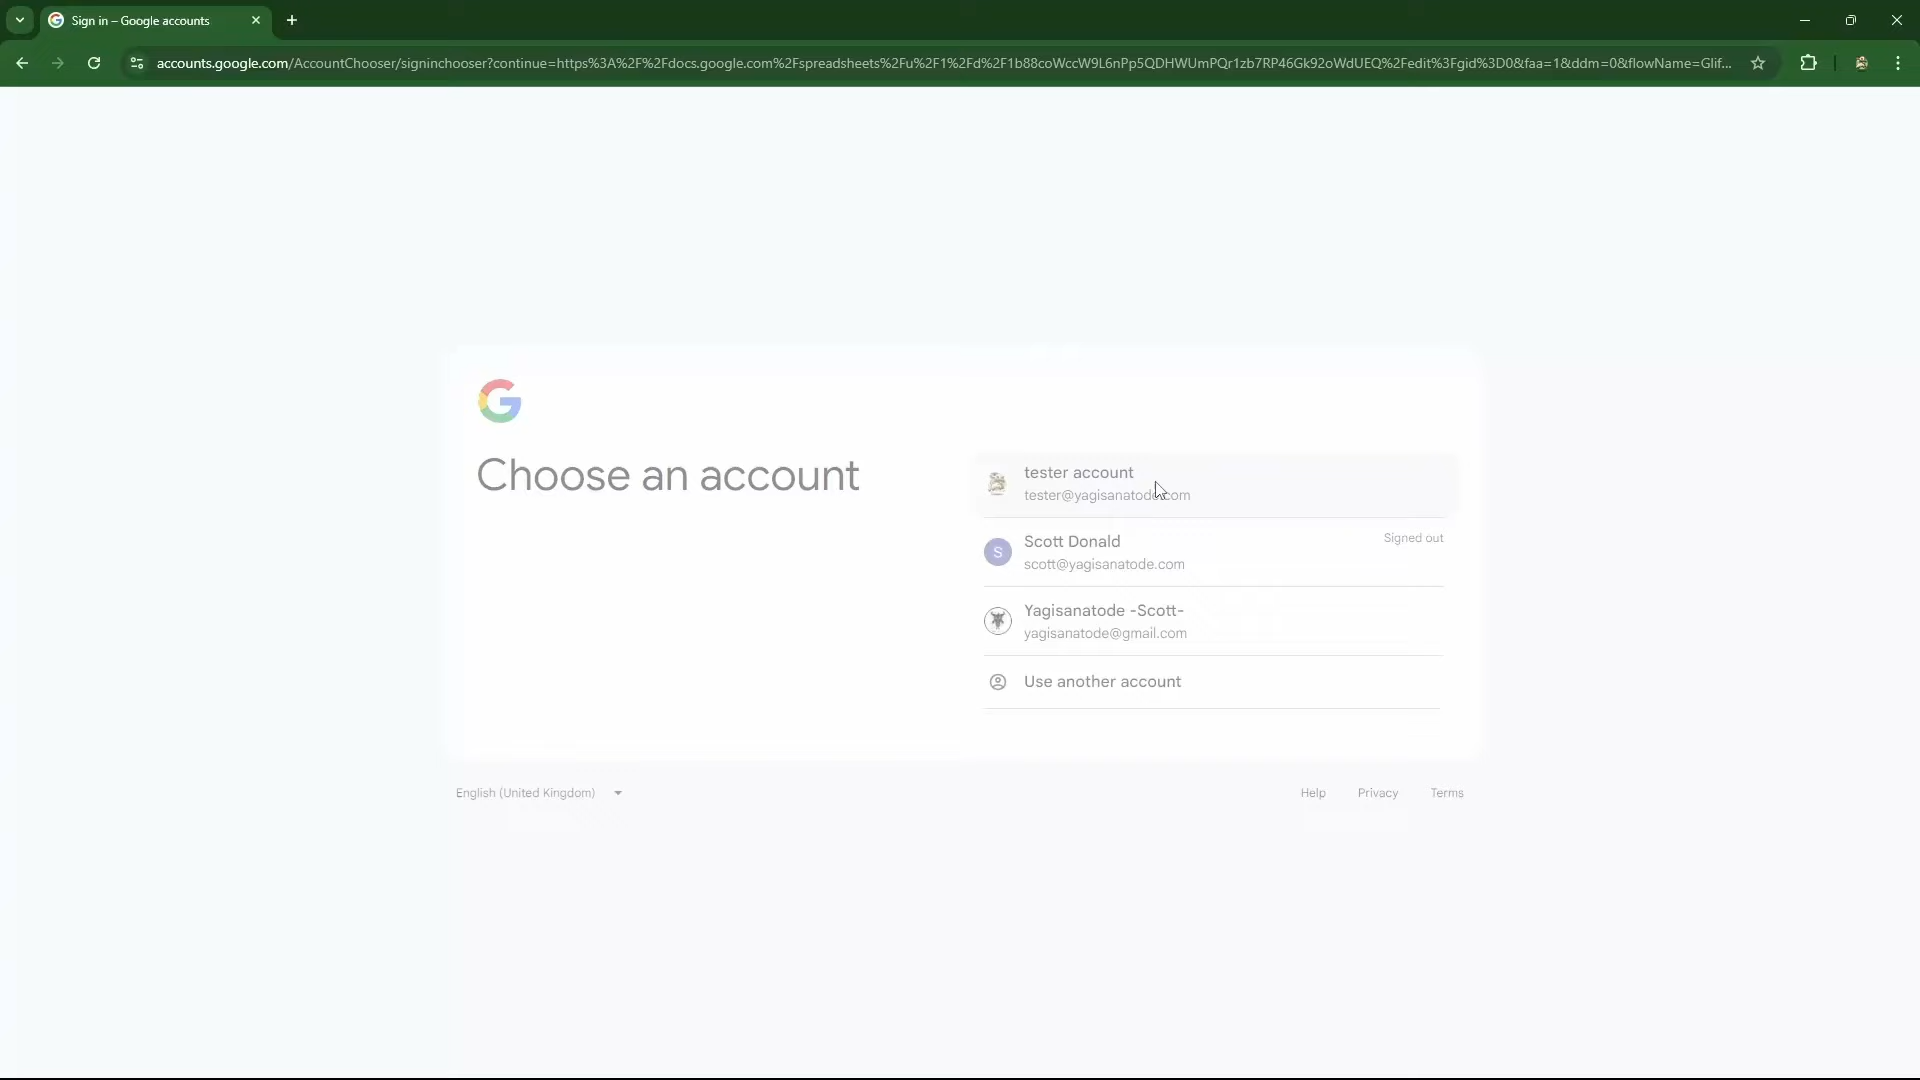 Sign in – Google accounts
accounts.google.com/AccountChooser/signinchooser?continue=https%3A%2F%2Fdocs.google.com%2Fspreadsheets%2Fu%2F1%2Fd%2F1b88coWccW9L6nPp5QDHWUmPQr1zb7RP46Gk92oWdUEQ%2Fedit%3Fgid%3D0&faa=1&ddm=0&flowName=Glif...
Choose an account
tester account
tester@yagisanatode.com
Scott Donald
Signed out
S
scott@yagisanatode.com
Yagisanatode -Scott-
yagisanatode@gmail.com
Use another account
English (United Kingdom)
Help Privacy Terms